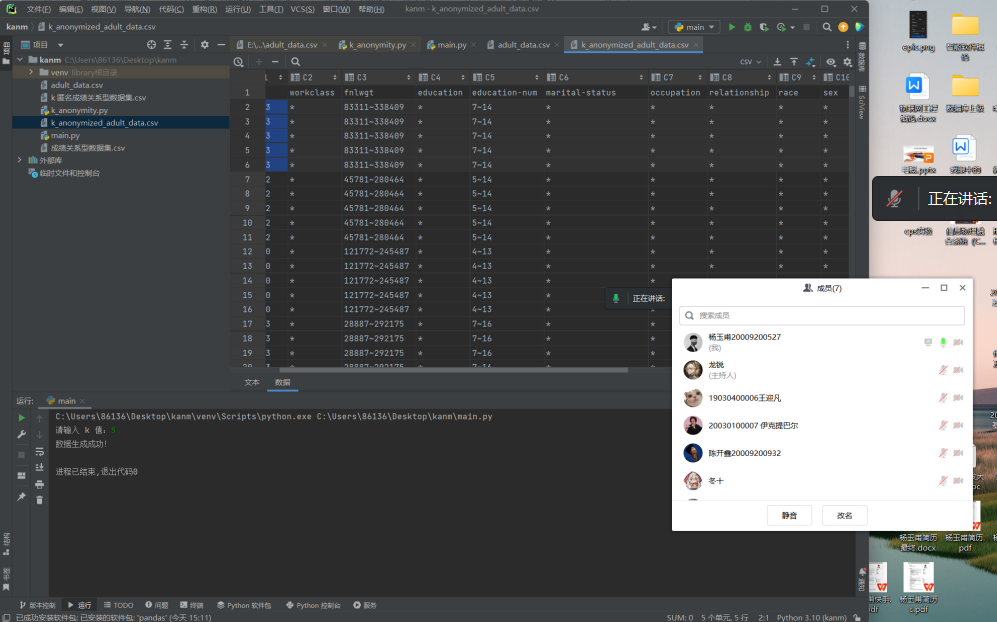 文件(F) 编辑(E) 视图(V) 导航(N) 代码(C) 重构(R) 运行(U) 工具(T) VCS(S) 窗口(W) 帮助(H) kanm - k_anonymized_adult_data.csv
kanm k_anonymized_adult_data.csv main
项目
kanm C:\Users\86136\Desktop\kanm
venv library根目录
adult_data.csv
k匿名成绩关系型数据集.csv
k_anonymity.py
k_anonymized_adult_data.csv
main.py
成绩关系型数据集.csv
外部库
临时文件和控制台
E:\...\adult_data.csv k_anonymity.py main.py adult_data.csv k_anonymized_adult_data.csv
CSV
C2 C3 C4 C5 C6 C7 C8 C9 C10
1 workclass fnlwgt education education-num marital-status occupation relationship race sex
2 3 * 83311~338409 * 7~14 * * * * *
3 3 * 83311~338409 * 7~14 * * * * *
4 3 * 83311~338409 * 7~14 * * * * *
5 3 * 83311~338409 * 7~14 * * * * *
6 3 * 83311~338409 * 7~14 * * * * *
7 2 * 45781~280464 * 5~14 * * * * *
8 2 * 45781~280464 * 5~14 * * * * *
9 2 * 45781~280464 * 5~14 * * * * *
10 2 * 45781~280464 * 5~14 * * * * *
11 2 * 45781~280464 * 5~14 * * * * *
12 0 * 121772~245487 * 4~13 * * * * *
13 0 * 121772~245487 * 4~13 * * * * *
14 0 * 121772~245487 * 4~13 *
15 0 * 121772~245487 * 4~13 *
16 0 * 121772~245487 * 4~13 *
17 3 * 28887~292175 * 7~16 *
18 3 * 28887~292175 * 7~16 *
19 3 * 28887~292175 * 7~16 *
文本 数据
SciView
正在讲话:
正在讲话:
成员(7)
搜索成员
杨玉甫20009200527
(我)
龙锐
(主持人)
19030400006王迎凡
20030100007 伊克提巴尔
陈开鑫20009200932
冬十
静音 改名
运行: main
C:\Users\86136\Desktop\kanm\venv\Scripts\python.exe C:\Users\86136\Desktop\kanm\main.py
请输入 k 值:5
数据生成成功!
进程已结束,退出代码0
版本控制 运行 TODO 问题 终端 Python 软件包 Python 控制台 服务
已成功安装软件包: 已安装的软件包: 'pandas' (今天 15:11)
SUM: 0 5 个单元, 5 行 2:1 Python 3.10 (kanm)
epic.png
杨玉甫简历最终.docx
杨玉甫简历.pdf